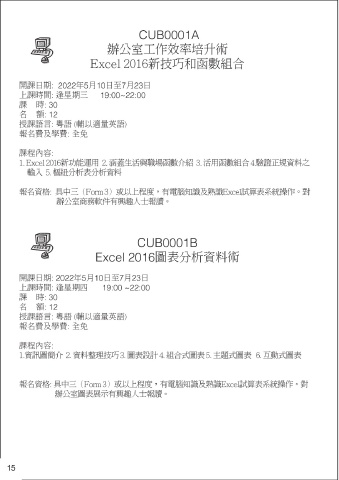 CUB0001A
辦公室工作效率培升術
Excel 2016新技巧和函數組合
開課日期: 2022年5月10日至7月23日
上課時間: 逢星期三 19:00~22:00
課 時: 30
名 額: 12
授課語言: 粵語 (輔以適量英語)
報名費及學費: 全免
課程內容:
1. Excel 2016新功能運用 2. 涵蓋生活與職場函數介紹 3. 活用函數組合 4.驗證正規資料之
輸入 5. 樞紐分析表分析資料
報名資格: 具中三（Form 3）或以上程度，有電腦知識及熟識Excel試算表系統操作。對
辦公室商務軟件有興趣人士報讀。
CUB0001B
Excel 2016圖表分析資料術
開課日期: 2022年5月10日至7月23日
上課時間: 逢星期四 19:00 ~22:00
課 時: 30
名 額: 12
授課語言: 粵語 (輔以適量英語)
報名費及學費: 全免
課程內容:
1.資訊圖簡介 2. 資料整理技巧 3. 圖表設計 4. 組合式圖表 5. 主題式圖表 6. 互動式圖表
報名資格: 具中三（Form 3）或以上程度，有電腦知識及熟識Excel試算表系統操作，對
辦公室圖表展示有興趣人士報讀。
15